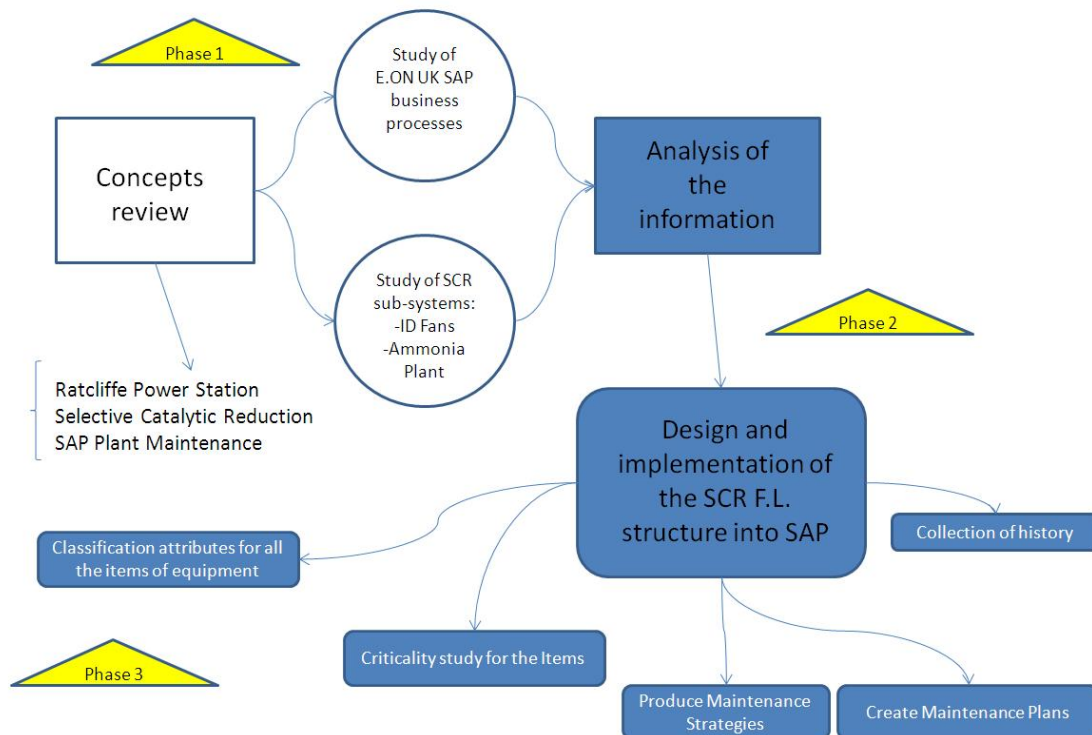 Phase 1
Study of
E.ON UK SAP
business
processes
Concepts
review
Analysis of
the
information
Study of SCR
sub-systems:
-ID Fans
-Ammonia
Plant
Phase 2
Ratcliffe Power Station
Selective Catalytic Reduction
SAP Plant Maintenance
Design and
implementation of
the SCR F.L.
structure into SAP
Collection of history
Classification attributes for all
the items of equipment
Criticality study for the Items
Phase 3
Produce Maintenance
Strategies
Create Maintenance Plans